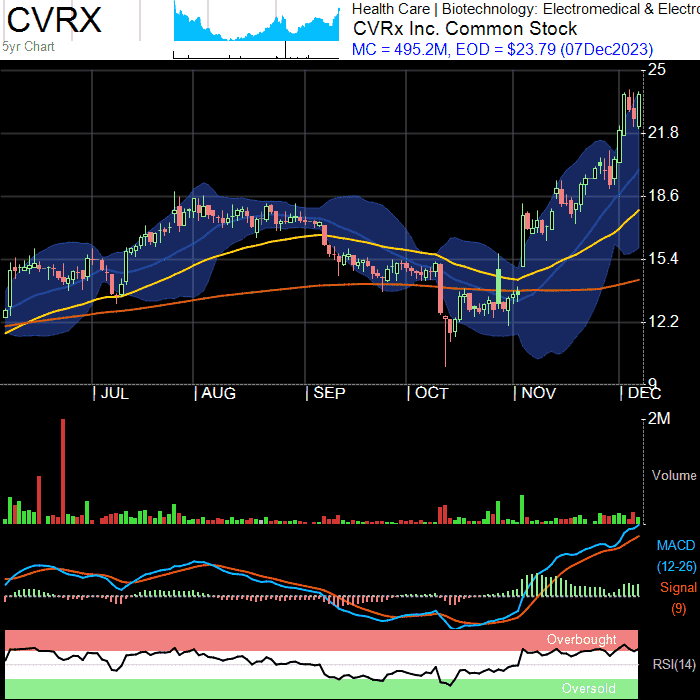 CVRX
5yr Chart
Health Care | Biotechnology: Electromedical & Electro
CVRx Inc. Common Stock
MC = 495.2M, EOD = $23.79 (07Dec2023)
25
21.8
18.6
15.4
12.2
9
JUL
AUG
SEP
OCT
NOV
DEC
2M
Volume
MACD
(12-26)
Signal
(9)
Overbought
RSI(14)
Oversold